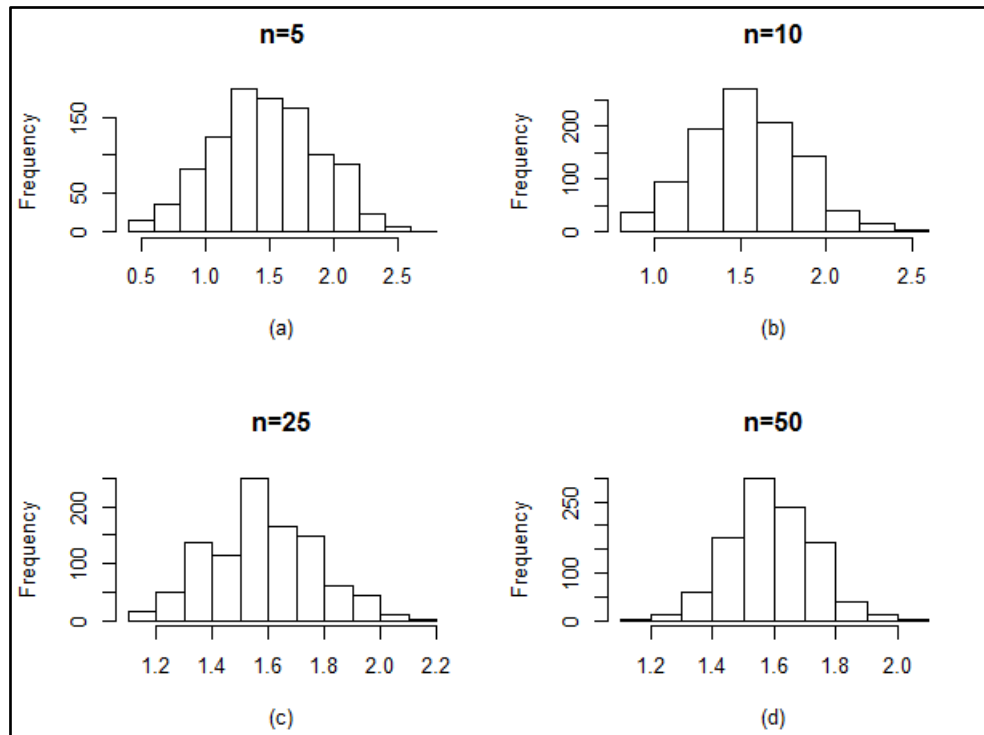 n=5
Frequency
0 50 150
0.5 1.0 1.5 2.0 2.5
(a)
n=10
Frequency
0 100 200
1.0 1.5 2.0 2.5
(b)
n=25
Frequency
0 100 200
1.2 1.4 1.6 1.8 2.0 2.2
(c)
n=50
Frequency
0 100 250
1.2 1.4 1.6 1.8 2.0
(d)